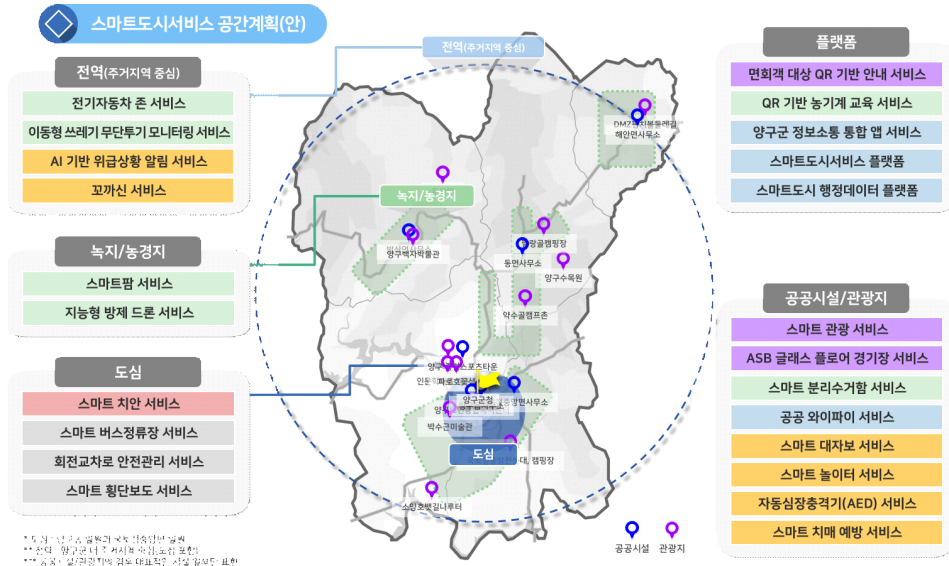 스마트도시서비스 공간계획(안)
전역(주거지역 중심)
전기자동차 존 서비스
이동형 쓰레기 무단투기 모니터링 서비스
AI 기반 위급상황 알림 서비스
꼬까신 서비스
녹지/농경지
스마트팜 서비스
지능형 방제 드론 서비스
도심
스마트 치안 서비스
스마트 버스정류장 서비스
회전교차로 안전관리 서비스
스마트 횡단보도 서비스
전역(주거지역 중심)
해안면사무소
녹지/농경지
양구백자박물관
동면사무소
양구수목원
약수골캠프촌
양구군청
박수근미술관
도심
캠핑장
소양호뱃길나루터
공공시설
관광지
플랫폼
면회객 대상 QR 기반 안내 서비스
QR 기반 농기계 교육 서비스
양구군 정보소통 통합 앱 서비스
스마트도시서비스 플랫폼
스마트도시 행정데이터 플랫폼
공공시설/관광지
스마트 관광 서비스
ASB 글래스 플로어 경기장 서비스
스마트 분리수거함 서비스
공공 와이파이 서비스
스마트 대자보 서비스
스마트 놀이터 서비스
자동심장충격기(AED) 서비스
스마트 치매 예방 서비스